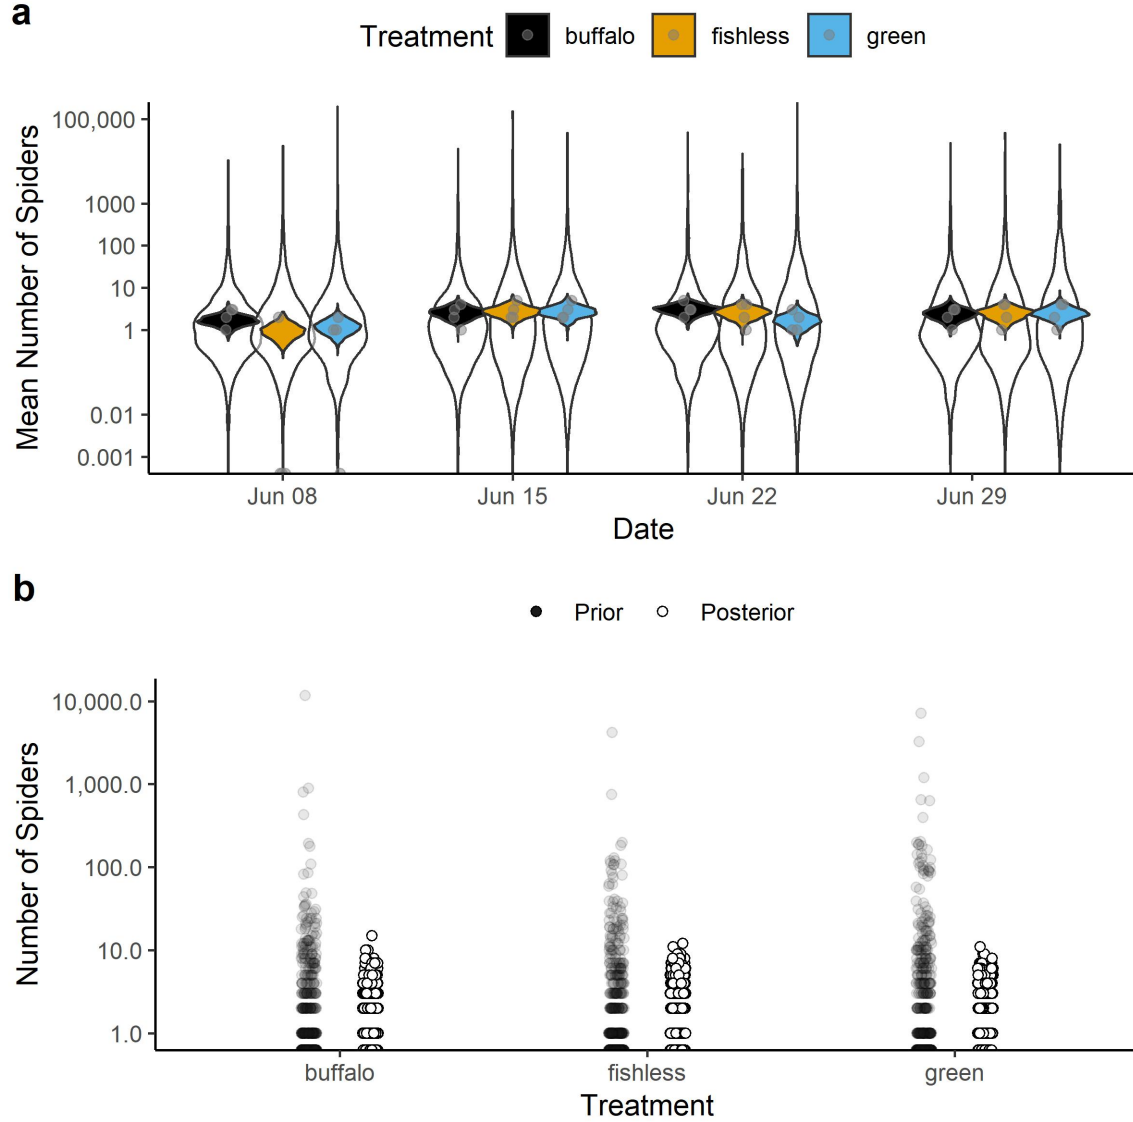 a
Treatment buffalo fishless green
Mean Number of Spiders
100,000
1000
100
10
1
0.01
0.001
Jun 08 Jun 15 Jun 22 Jun 29
Date
b
Prior Posterior
Number of Spiders
10,000.0
1,000.0
100.0
10.0
1.0
buffalo fishless green
Treatment